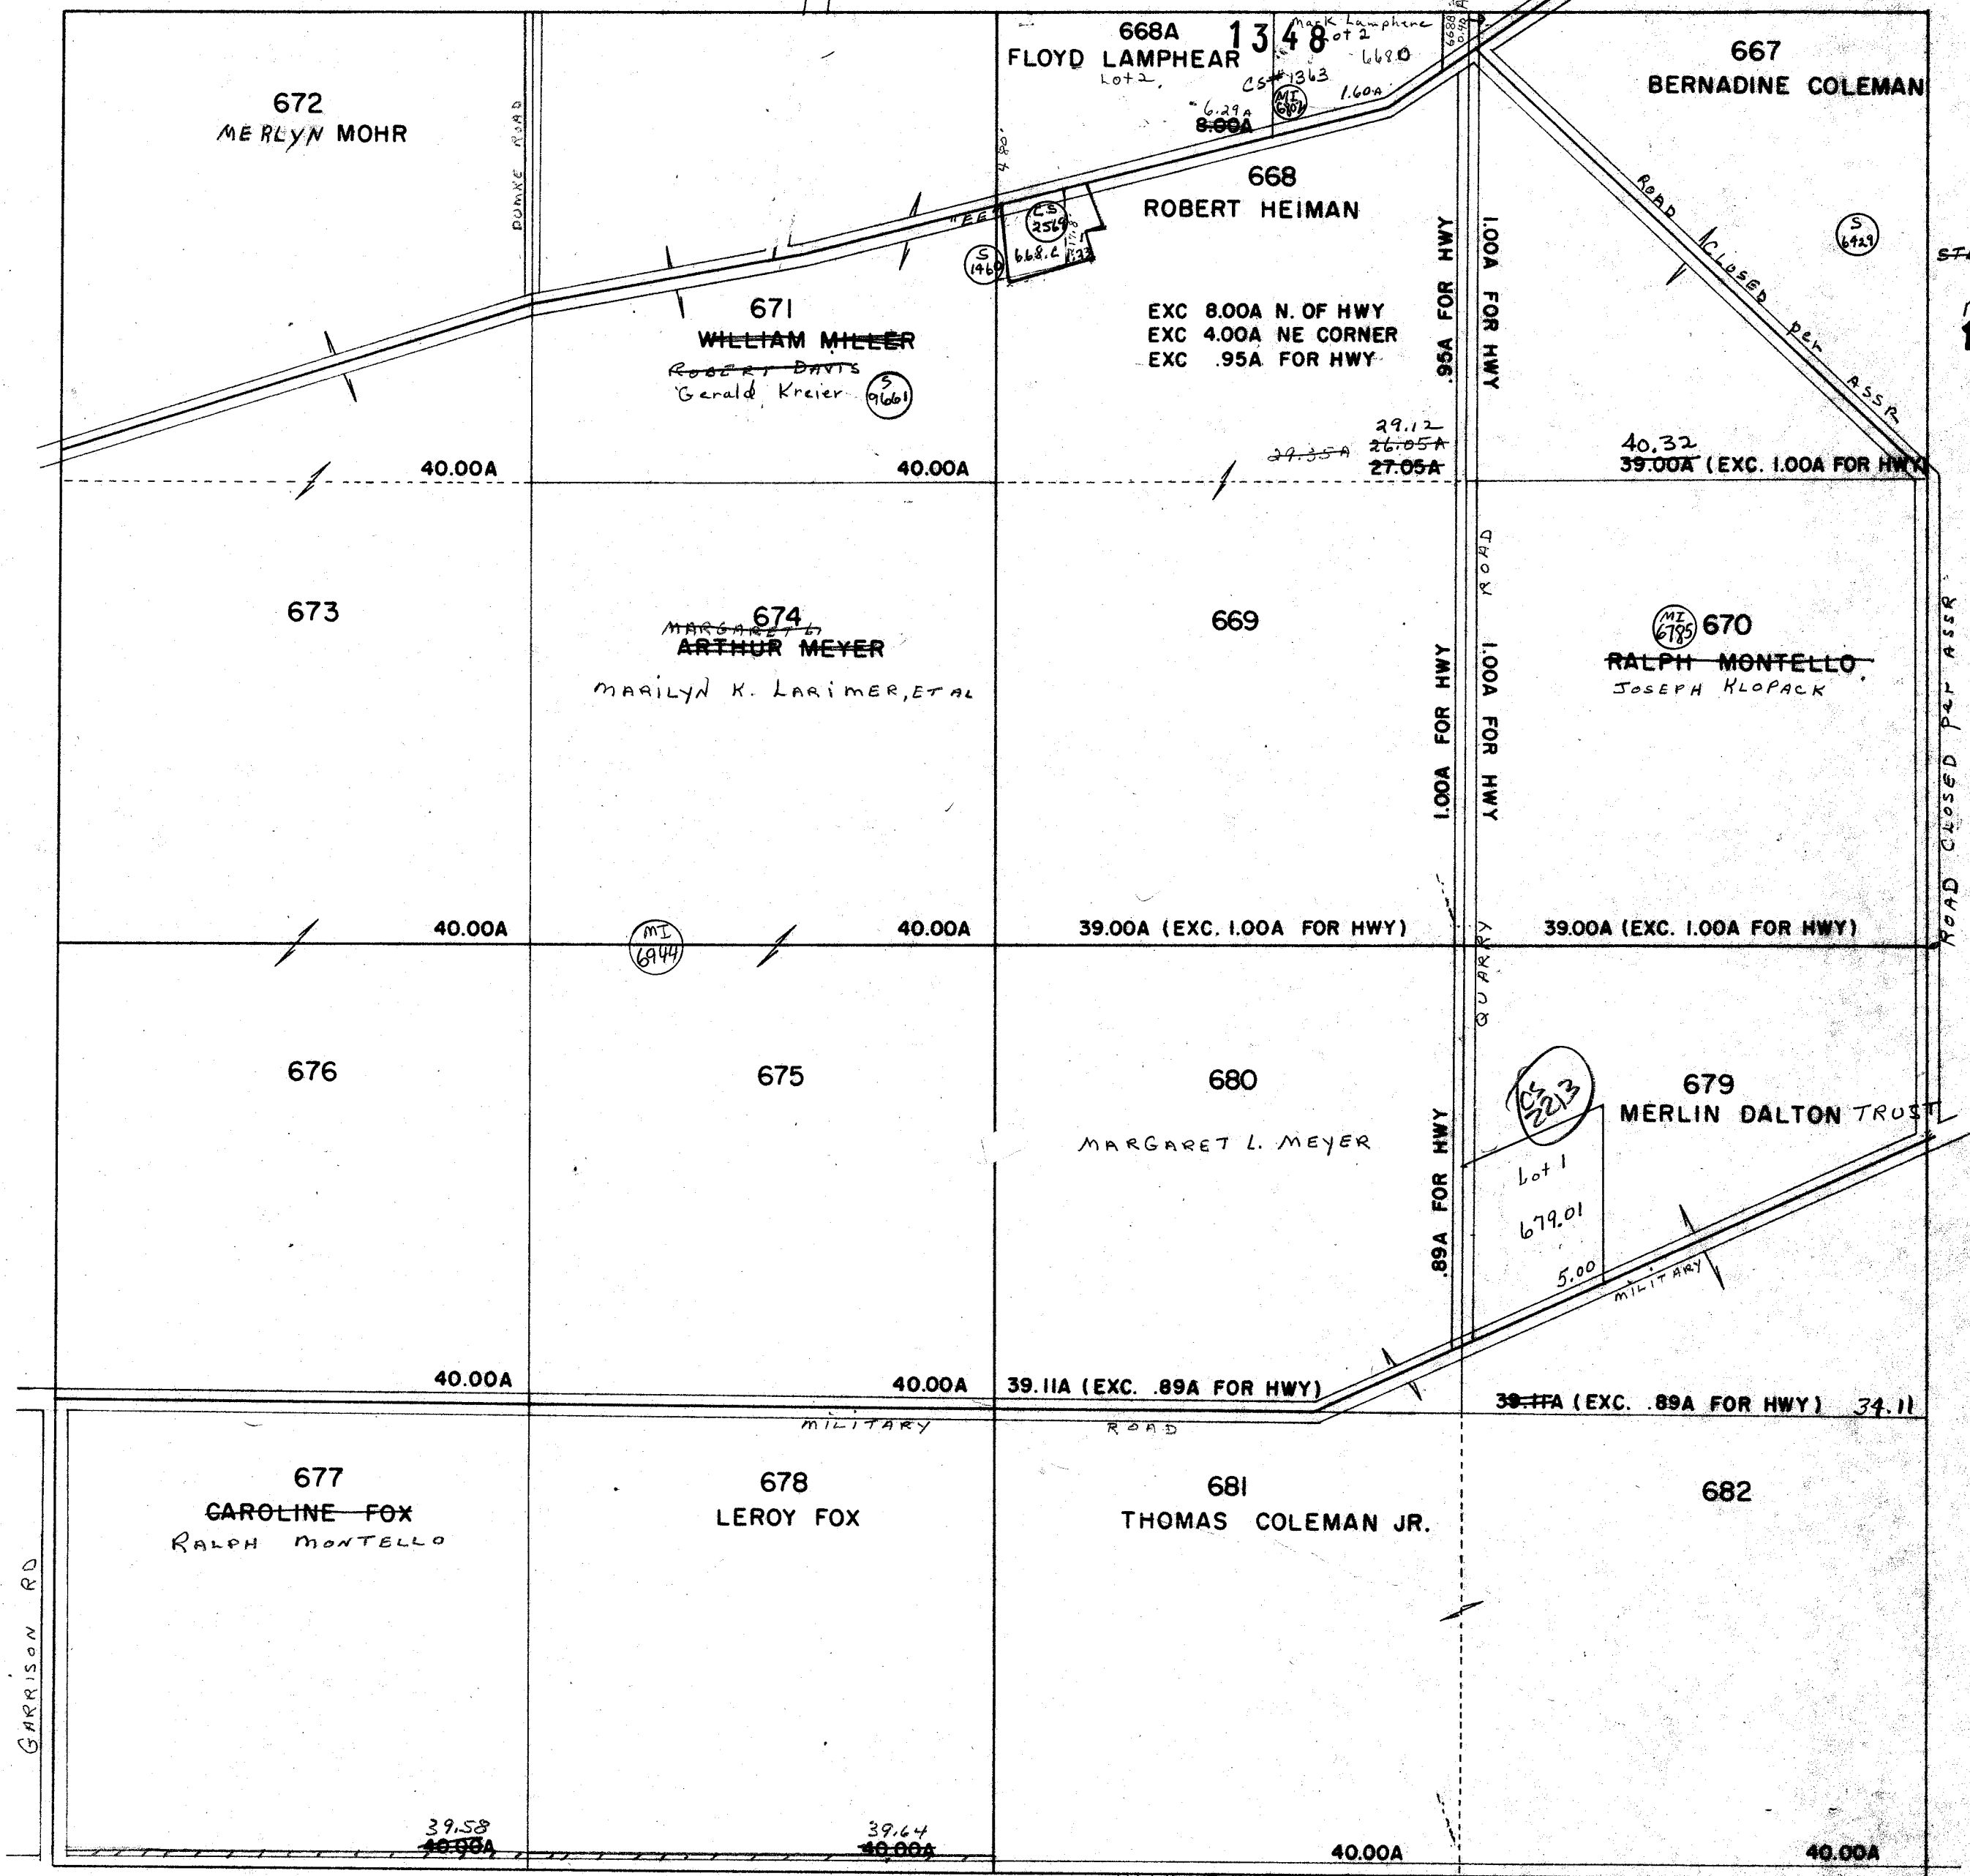 668A
1348
FLOYD LAMPHEAR
Lot 2
Mark Lamphere
Lot 2
668D
CS# 1363
MI
1.60A
6.29A
8.00A
668B
667
BERNADINE COLEMAN
672
MERLYN MOHR
DUMKE ROAD
480'
"EE"
CS
2569
668.C
1.23
S
1460
668
ROBERT HEIMAN
EXC 8.00A N. OF HWY
EXC 4.00A NE CORNER
EXC .95A FOR HWY
.95A FOR HWY
1.00A FOR HWY
ROAD CLOSED per ASSR
S
6429
671
WILLIAM MILLER
ROBERT DAVIS
Gerald Kreier
S
9661
40.00A
40.00A
29.12
29.35A
26.05A
27.05A
40.32
39.00A (EXC. 1.00A FOR HWY)
673
674
MARGARET L
ARTHUR MEYER
MARILYN K. LARIMER, ET AL
669
MI
6785
670
RALPH MONTELLO
JOSEPH KLOPACK
1.00A FOR HWY
1.00A FOR HWY
QUARRY ROAD
ROAD CLOSED per ASSR
40.00A
MI
6944
40.00A
39.00A (EXC. 1.00A FOR HWY)
39.00A (EXC. 1.00A FOR HWY)
676
675
680
MARGARET L. MEYER
.89A FOR HWY
CS
2213
679
MERLIN DALTON TRUST
Lot 1
679.01
5.00
MILITARY
40.00A
40.00A
39.11A (EXC. .89A FOR HWY)
39.11A (EXC. .89A FOR HWY) 34.11
MILITARY ROAD
677
CAROLINE FOX
RALPH MONTELLO
678
LEROY FOX
681
THOMAS COLEMAN JR.
682
GARRISON RD
39.58
40.00A
39.64
40.00A
40.00A
40.00A